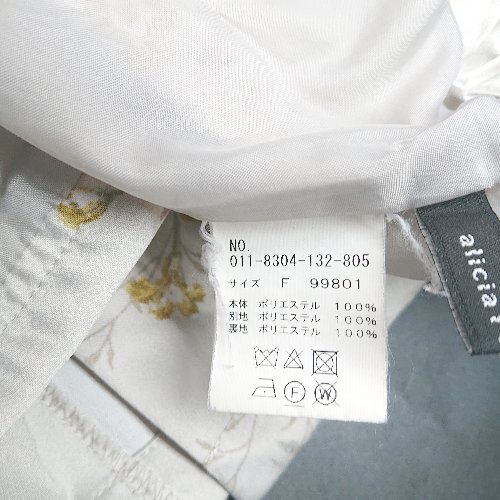 NO.
011-8304-132-805
サイズ F 99801
本体 ポリエステル 100%
別地 ポリエステル 100%
裏地 ポリエステル 100%
F W
alicia